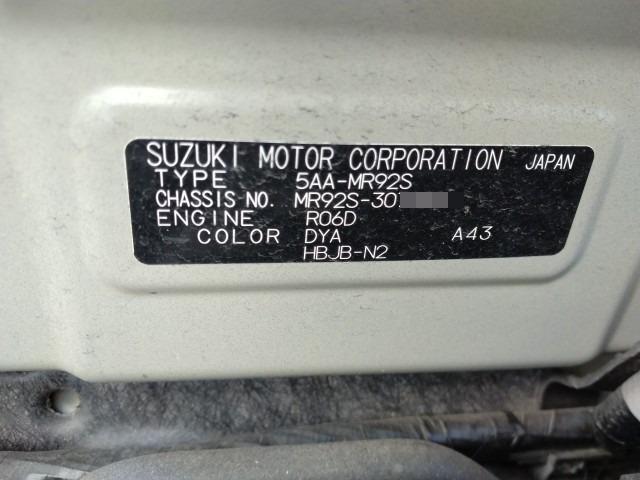 SUZUKI MOTOR CORPORATION JAPAN
TYPE 5AA-MR92S
CHASSIS NO. MR92S-30
ENGINE R06D
COLOR DYA A43
HBJB-N2